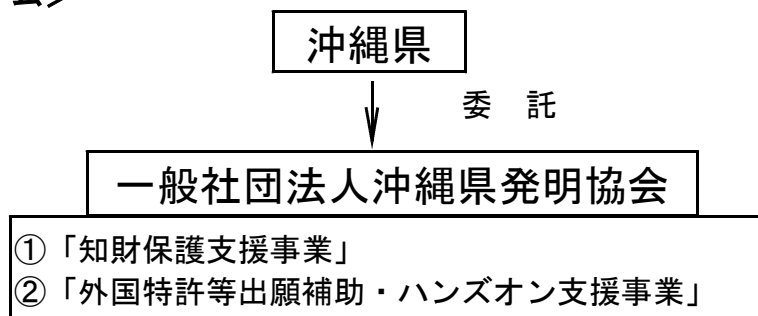 沖縄県
委 託
一般社団法人沖縄県発明協会
①「知財保護支援事業」
②「外国特許等出願補助・ハンズオン支援事業」